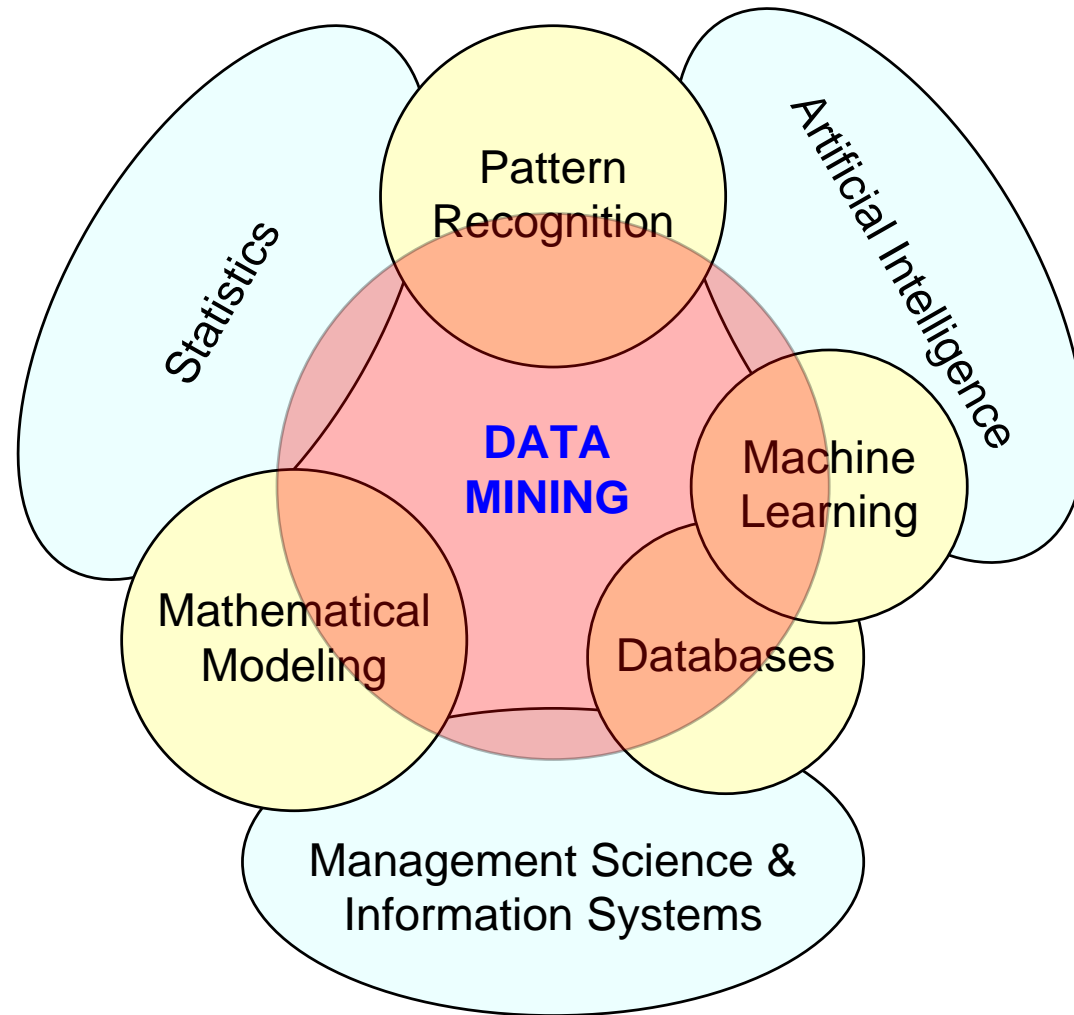 Pattern
Recognition
Artificial Intelligence
Statistics
DATA
MINING
Machine
Learning
Mathematical
Modeling
Databases
Management Science &
Information Systems